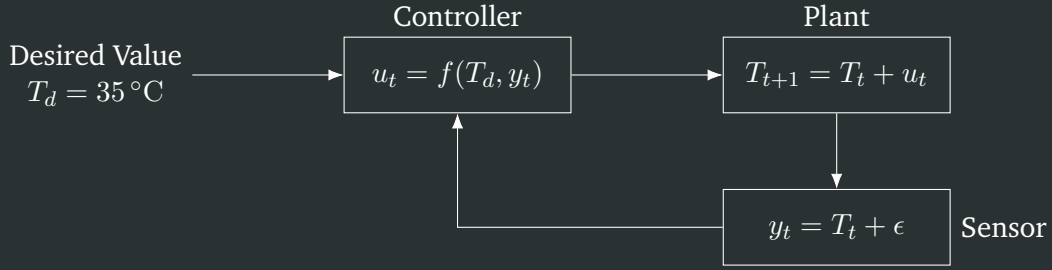 Controller
Plant
Desired Value
T_d = 35 °C
u_t = f(T_d, y_t)
T_{t+1} = T_t + u_t
y_t = T_t + ϵ
Sensor